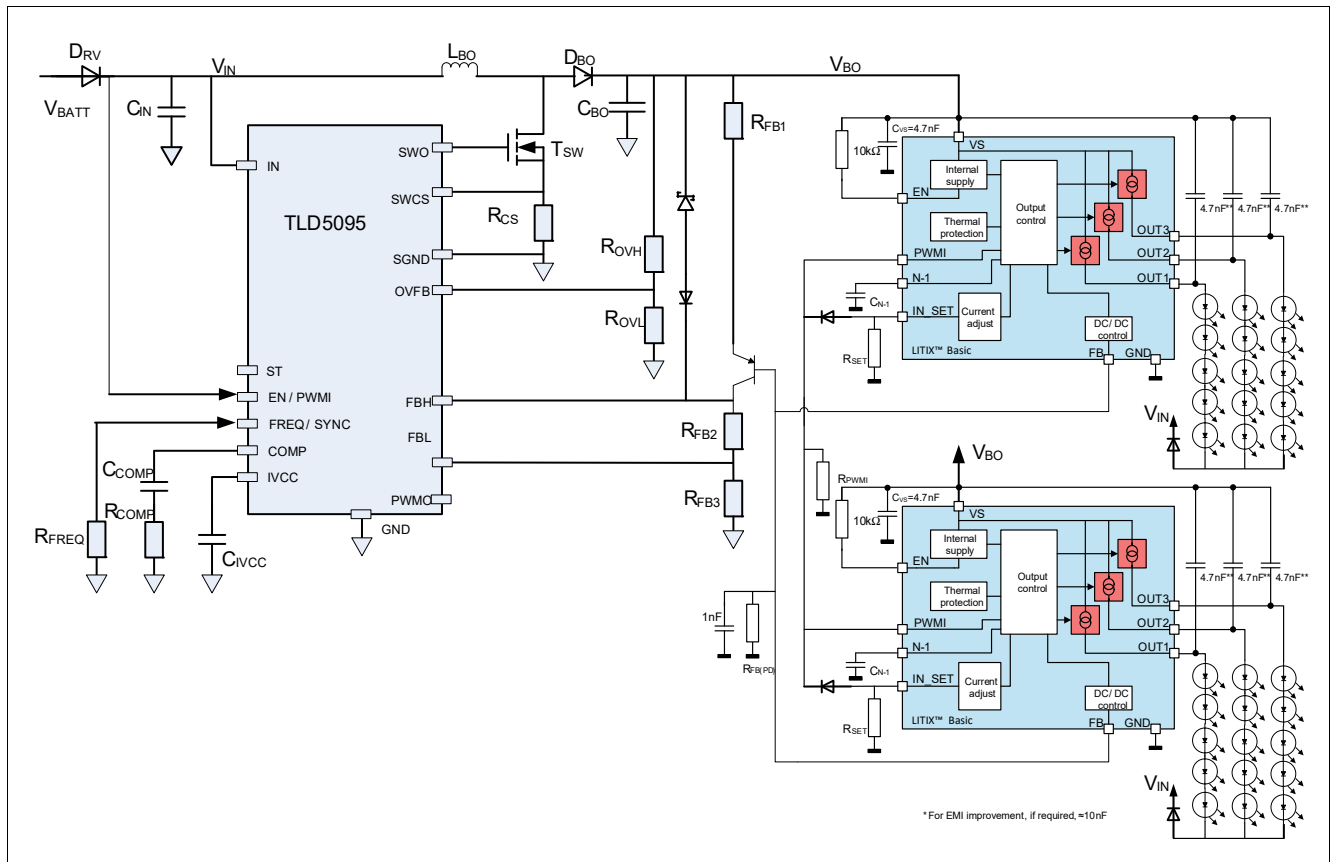 DRV
VBATT
VIN
CIN
LBO
DBO
CBO
VBO
TSW
RCS
ROVH
ROVL
RFB1
RFB2
RFB3
TLD5095
IN
SWO
SWCS
SGND
OVFB
ST
EN / PWMI
FREQ / SYNC
COMP
IVCC
FBH
FBL
PWMO
GND
CCOMP
RCOMP
RFREQ
CIVCC
1nF
RFB(PD)
RPWMI
CVS=4.7nF
10kΩ
VS
EN
Internal
supply
Output
control
Thermal
protection
PWMI
N-1
CN-1
IN_SET
Current
adjust
RSET
LITIX™ Basic
DC/ DC
control
FB
GND
OUT3
OUT2
OUT1
4.7nF**
4.7nF**
4.7nF**
VIN
VBO
CVS=4.7nF
10kΩ
VS
EN
Internal
supply
Output
control
Thermal
protection
PWMI
N-1
CN-1
IN_SET
Current
adjust
RSET
LITIX™ Basic
DC/ DC
control
FB
GND
OUT3
OUT2
OUT1
4.7nF**
4.7nF**
4.7nF**
VIN
* For EMI improvement, if required, ≈10nF